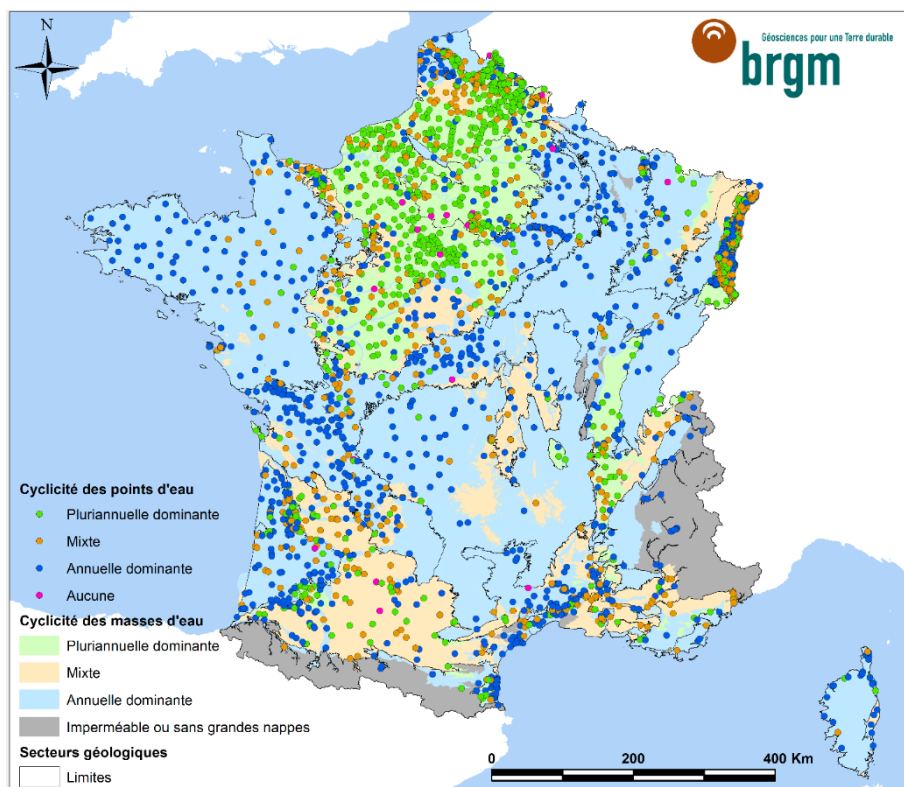 N
Géosciences pour une Terre durable
brgm
Cyclicité des points d'eau
Pluriannuelle dominante
Mixte
Annuelle dominante
Aucune
Cyclicité des masses d'eau
Pluriannuelle dominante
Mixte
Annuelle dominante
Imperméable ou sans grandes nappes
Secteurs géologiques
Limites
0 200 400 Km